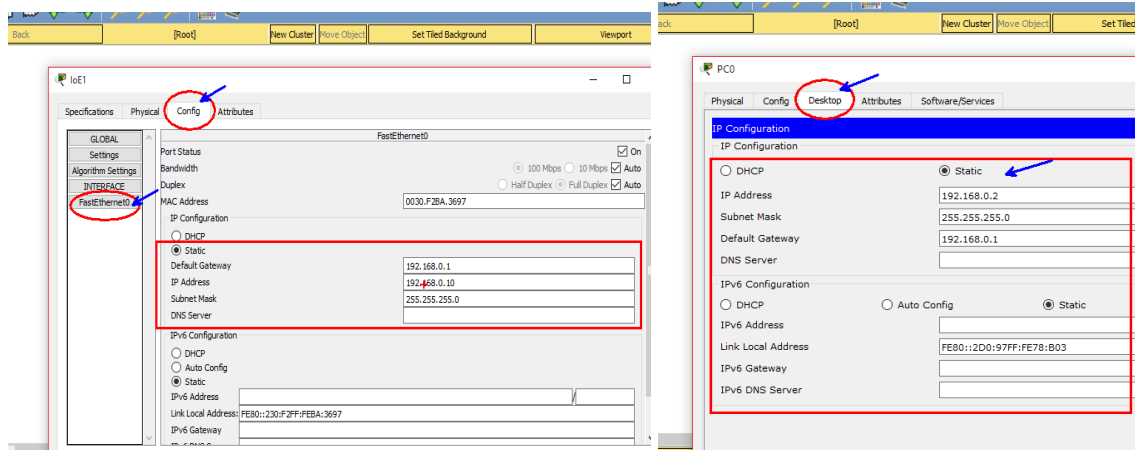 Back [Root] New Cluster Move Object Set Tiled Background Viewport
IoE1
Specifications Physical Config Attributes
GLOBAL
Settings
Algorithm Settings
INTERFACE
FastEthernet0
FastEthernet0
Port Status On
Bandwidth 100 Mbps 10 Mbps Auto
Duplex Half Duplex Full Duplex Auto
MAC Address 0030.F2BA.3697
IP Configuration
DHCP
Static
Default Gateway 192.168.0.1
IP Address 192.168.0.10
Subnet Mask 255.255.255.0
DNS Server
IPv6 Configuration
DHCP
Auto Config
Static
IPv6 Address /
Link Local Address: FE80::230:F2FF:FEBA:3697
IPv6 Gateway
ack [Root] New Cluster Move Object Set Tiled
PC0
Physical Config Desktop Attributes Software/Services
IP Configuration
IP Configuration
DHCP Static
IP Address 192.168.0.2
Subnet Mask 255.255.255.0
Default Gateway 192.168.0.1
DNS Server
IPv6 Configuration
DHCP Auto Config Static
IPv6 Address
Link Local Address FE80::2D0:97FF:FE78:B03
IPv6 Gateway
IPv6 DNS Server